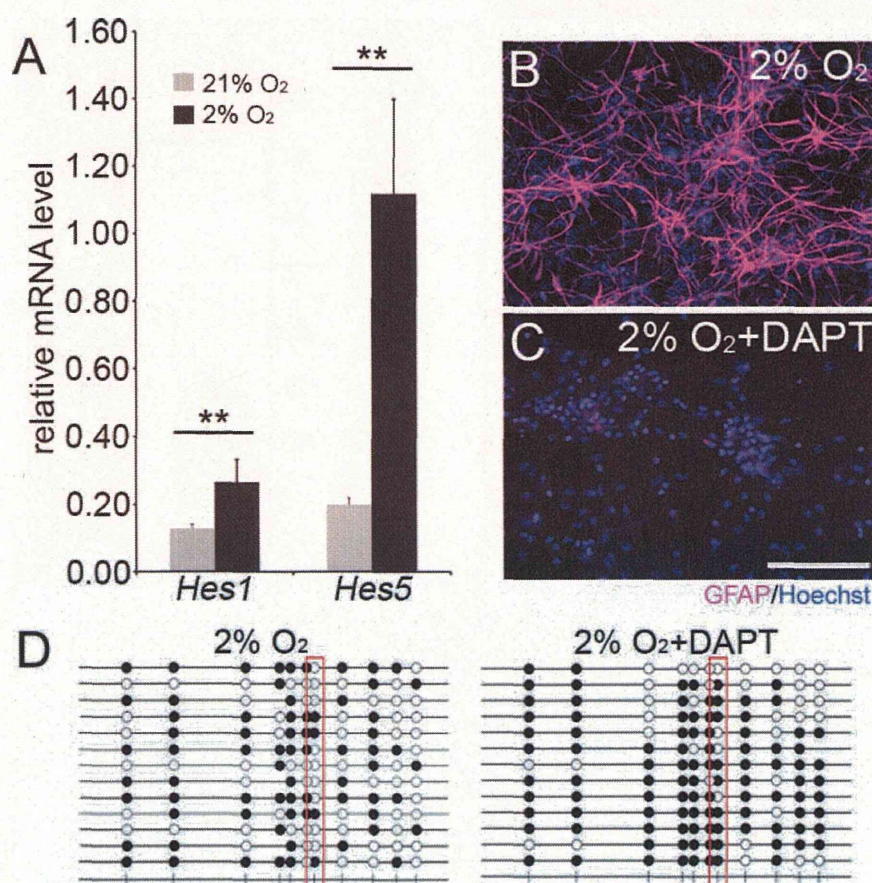 A
relative mRNA level
1.60
1.40
1.20
1.00
0.80
0.60
0.40
0.20
0.00
21% O₂
2% O₂
**
**
Hes1
Hes5
B
2% O₂
C
2% O₂+DAPT
GFAP/Hoechst
D
2% O₂
2% O₂+DAPT